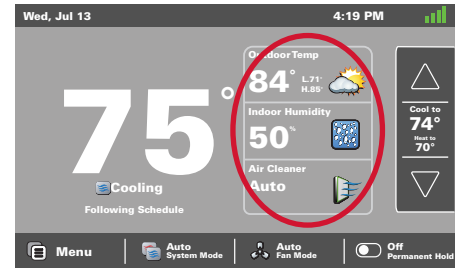 Wed, Jul 13
4:19 PM
75°
Cooling
Following Schedule
Outdoor Temp
84° L.71°
H.85°
Indoor Humidity
50%
Air Cleaner
Auto
Cool to
74°
Heat to
70°
Menu
Auto
System Mode
Auto
Fan Mode
Off
Permanent Hold